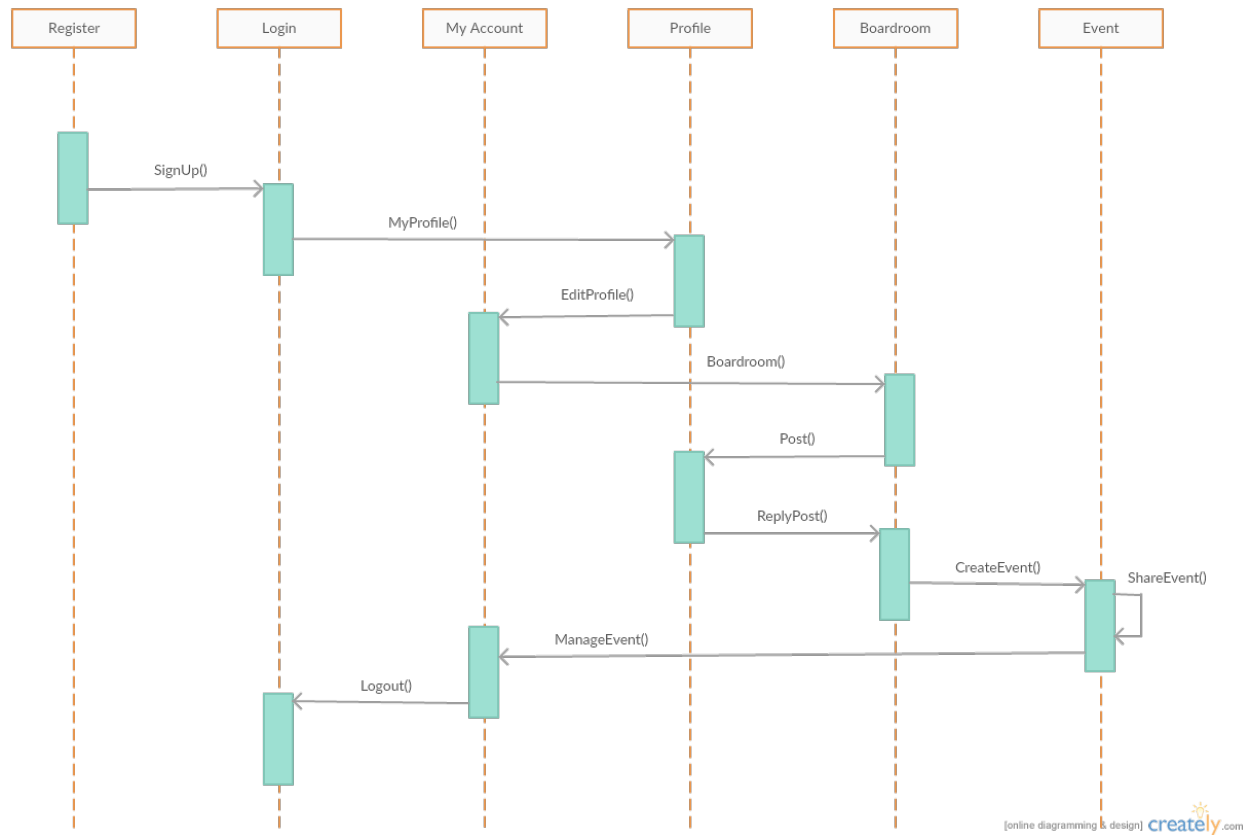 Register
Login
My Account
Profile
Boardroom
Event
SignUp()
MyProfile()
EditProfile()
Boardroom()
Post()
ReplyPost()
CreateEvent()
ShareEvent()
ManageEvent()
Logout()
[online diagramming & design] creately.com